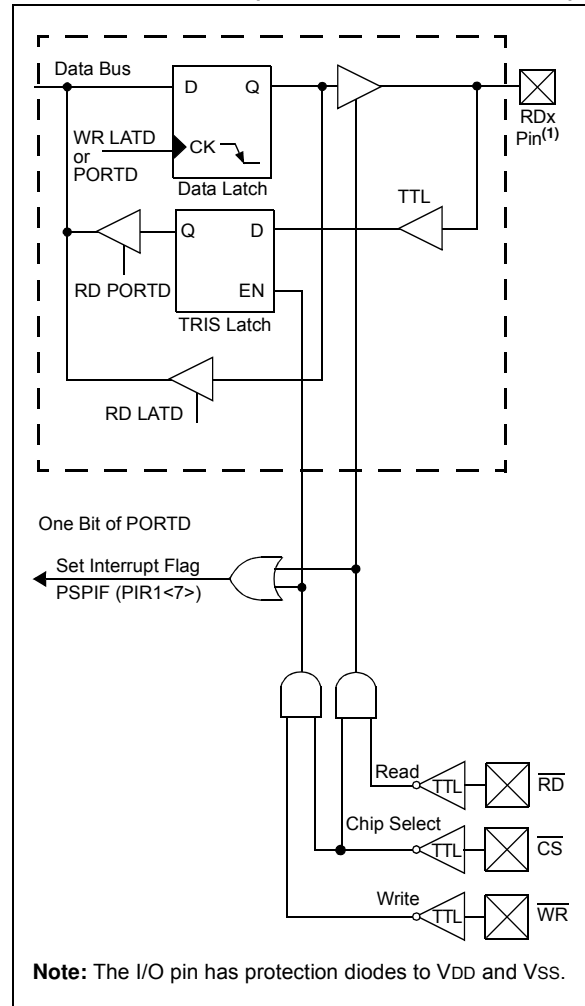 Data Bus
D Q
WR LATD
or
PORTD
CK
Data Latch
RDx
Pin(1)
TTL
Q D
RD PORTD
EN
TRIS Latch
RD LATD
One Bit of PORTD
Set Interrupt Flag
PSPIF (PIR1<7>)
Read
TTL
RD
Chip Select
TTL
CS
Write
TTL
WR
Note: The I/O pin has protection diodes to VDD and VSS.